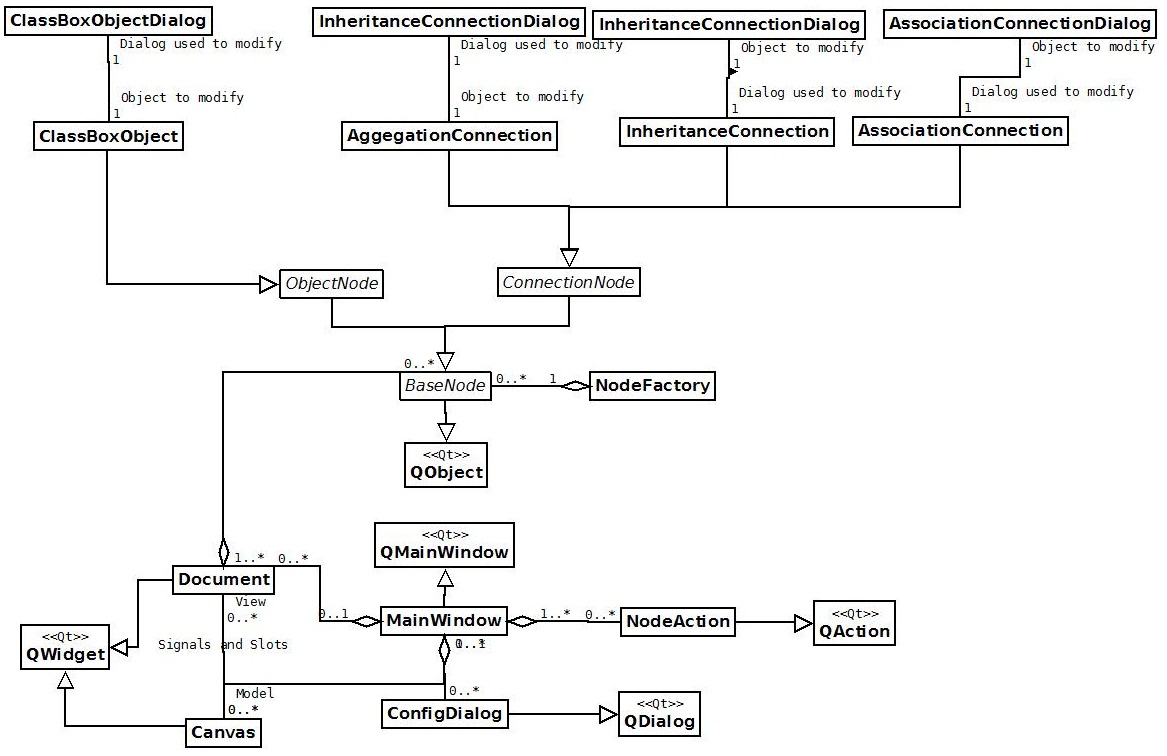 ClassBoxObjectDialog
InheritanceConnectionDialog
InheritanceConnectionDialog
AssociationConnectionDialog
Dialog used to modify
1
Dialog used to modify
1
Object to modify
1
Object to modify
1
Object to modify
1
Object to modify
1
Dialog used to modify
1
Dialog used to modify
1
ClassBoxObject
AggegationConnection
InheritanceConnection
AssociationConnection
ObjectNode
ConnectionNode
0..*
BaseNode
0..*
1
NodeFactory
<<Qt>>
QObject
<<Qt>>
QMainWindow
1..*
0..*
Document
View
0..*
0..1
MainWindow
1..*
0..*
NodeAction
<<Qt>>
QAction
<<Qt>>
QWidget
Signals and Slots
Model
0..*
Canvas
0..*
ConfigDialog
<<Qt>>
QDialog